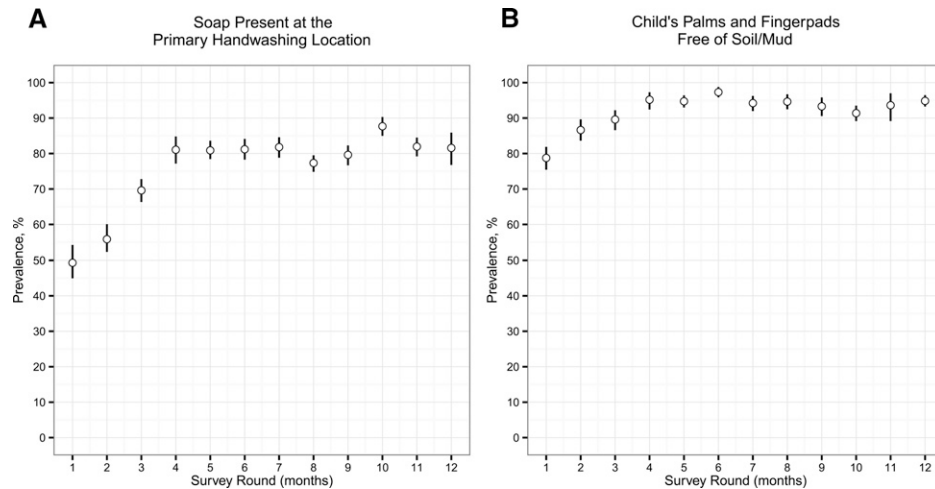 A
Soap Present at the
Primary Handwashing Location
Prevalence, %
100
90
80
70
60
50
40
30
20
10
0
1 2 3 4 5 6 7 8 9 10 11 12
Survey Round (months)
B
Child's Palms and Fingerpads
Free of Soil/Mud
Prevalence, %
100
90
80
70
60
50
40
30
20
10
0
1 2 3 4 5 6 7 8 9 10 11 12
Survey Round (months)